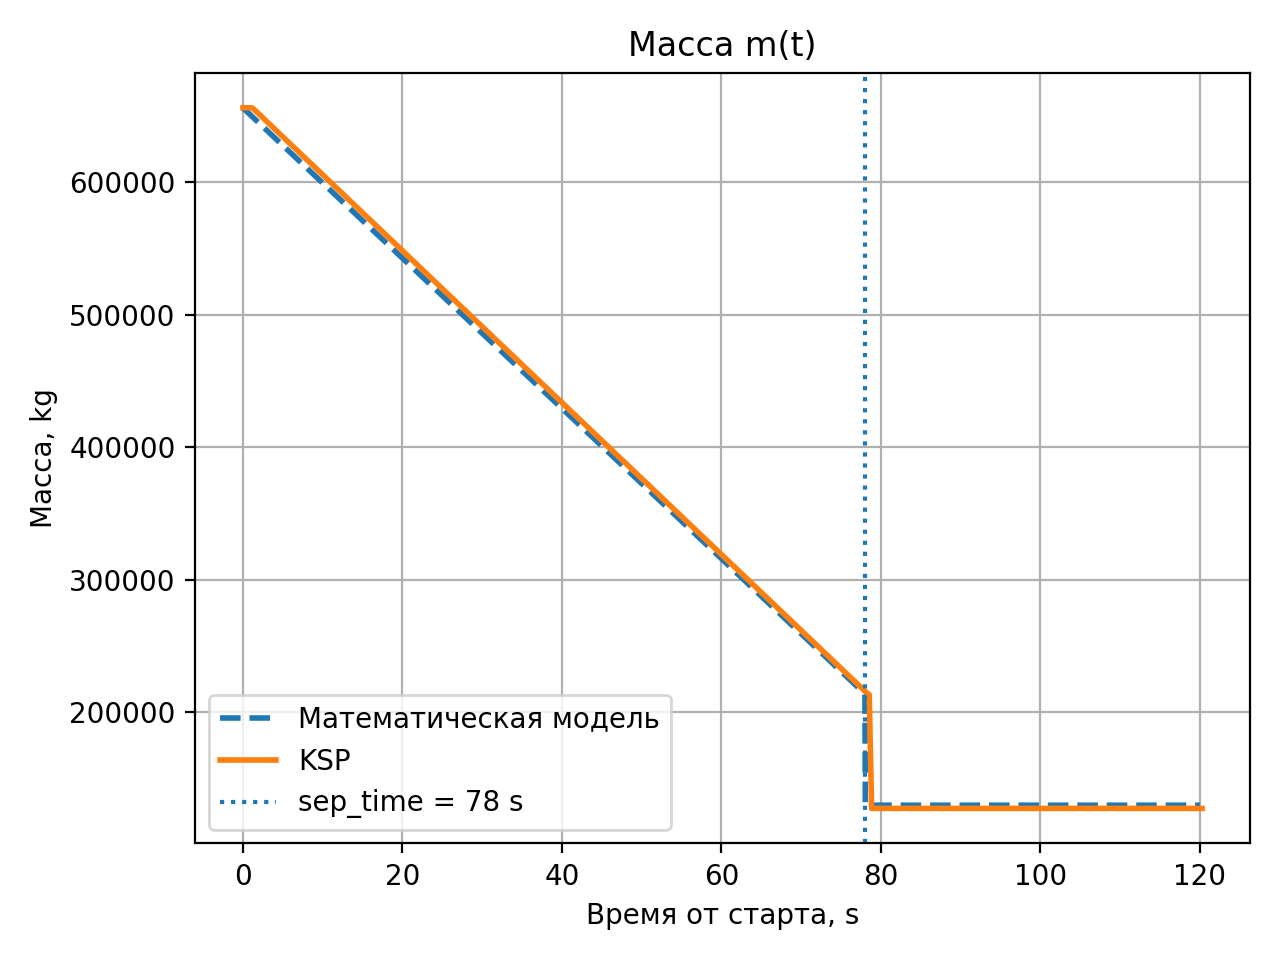 Масса m(t)
600000
500000
400000
300000
200000
Масса, kg
Математическая модель
KSP
sep_time = 78 s
0 20 40 60 80 100 120
Время от старта, s